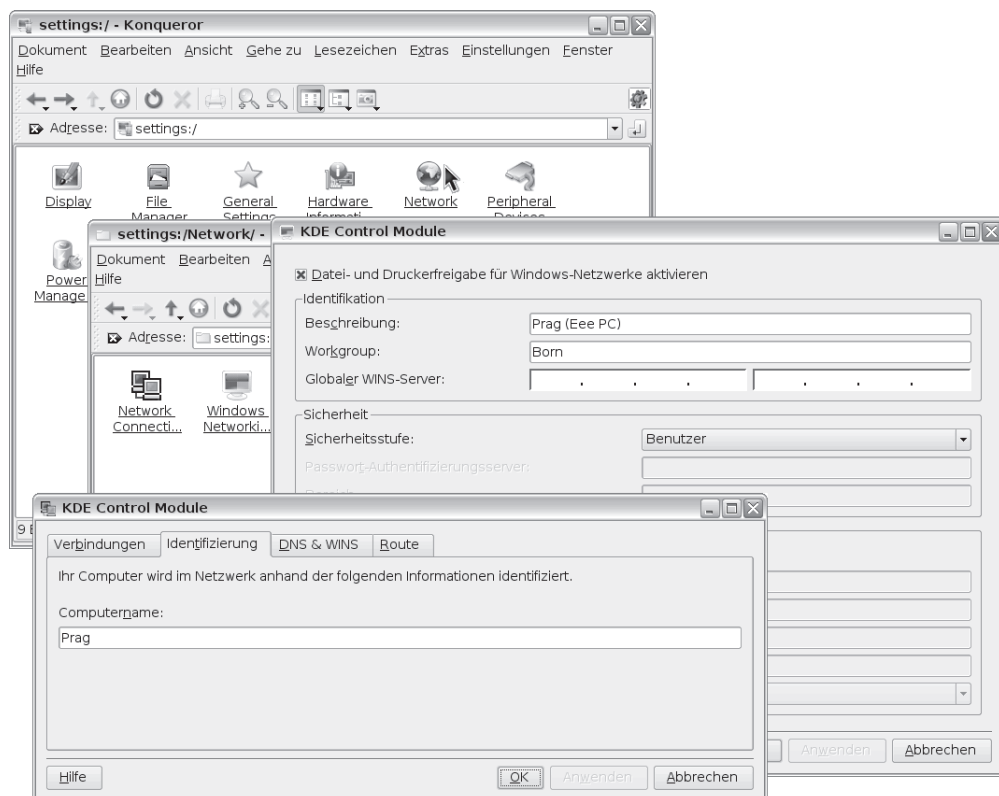 settings:/ - Konqueror
Dokument Bearbeiten Ansicht Gehe zu Lesezeichen Extras Einstellungen Fenster
Hilfe
Adresse: settings:/
Display File Manager General Settings Hardware Informati... Network Peripheral Devices
Power Manage
settings:/Network/ -
Dokument Bearbeiten A
Hilfe
Adresse: settings:
Network Connecti... Windows Networki...
KDE Control Module
Datei- und Druckerfreigabe für Windows-Netzwerke aktivieren
Identifikation
Beschreibung: Prag (Eee PC)
Workgroup: Born
Globaler WINS-Server: . . . . . .
Sicherheit
Sicherheitsstufe: Benutzer
Passwort-Authentifizierungsserver:
Anwenden Abbrechen
9
KDE Control Module
Verbindungen Identifizierung DNS & WINS Route
Ihr Computer wird im Netzwerk anhand der folgenden Informationen identifiziert.
Computername:
Prag
Hilfe OK Anwenden Abbrechen